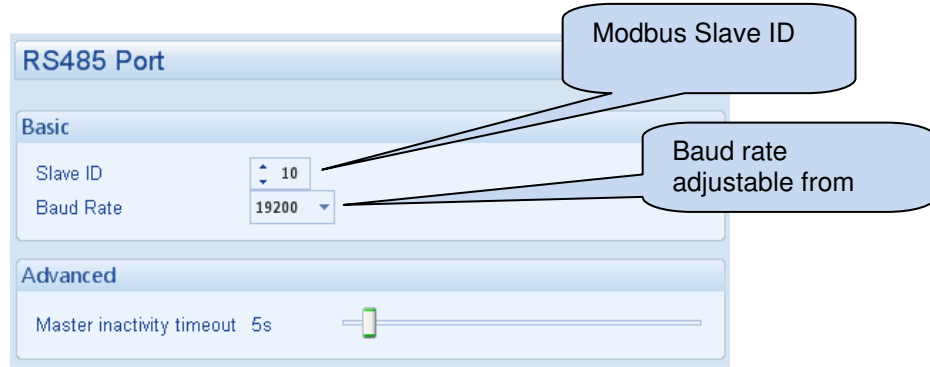 Modbus Slave ID
RS485 Port
Basic
Baud rate
adjustable from
Slave ID 10
Baud Rate 19200
Advanced
Master inactivity timeout 5s